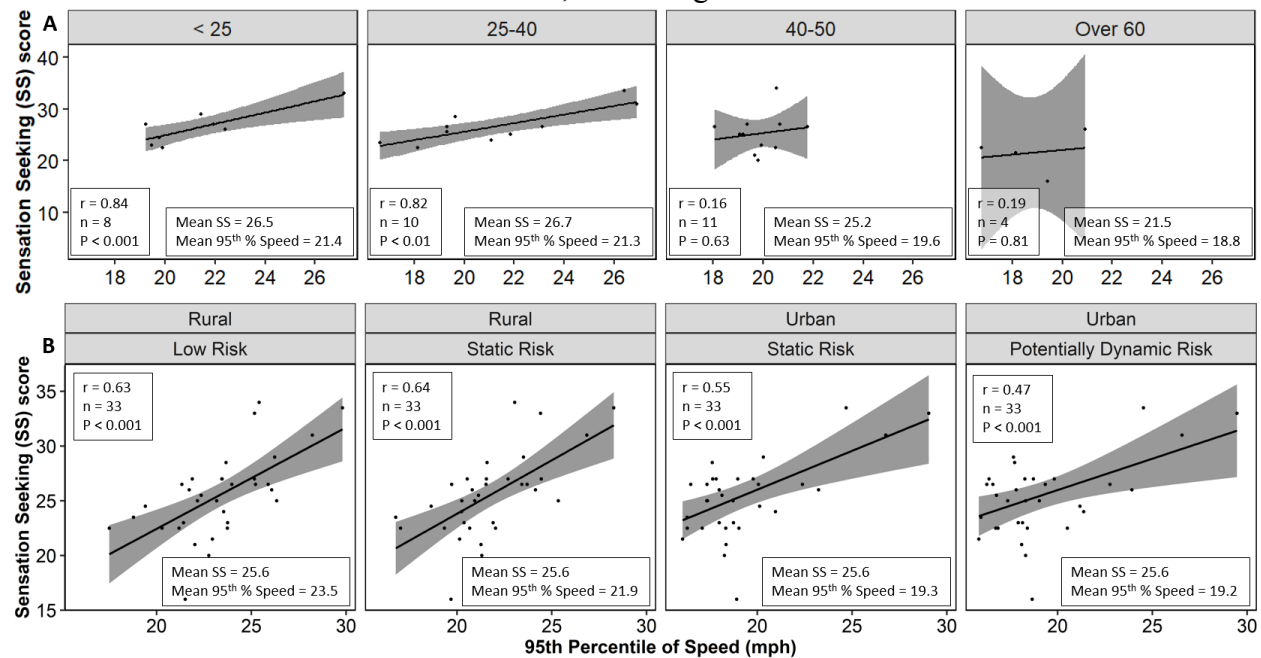 A
Sensation Seeking (SS) score
< 25
25-40
40-50
Over 60
40
30
20
10
r = 0.84
n = 8
P < 0.001
Mean SS = 26.5
Mean 95th % Speed = 21.4
r = 0.82
n = 10
P < 0.01
Mean SS = 26.7
Mean 95th % Speed = 21.3
r = 0.16
n = 11
P = 0.63
Mean SS = 25.2
Mean 95th % Speed = 19.6
r = 0.19
n = 4
P = 0.81
Mean SS = 21.5
Mean 95th % Speed = 18.8
18 20 22 24 26
18 20 22 24 26
18 20 22 24 26
18 20 22 24 26
B
Sensation Seeking (SS) score
Rural
Low Risk
Rural
Static Risk
Urban
Static Risk
Urban
Potentially Dynamic Risk
35
30
25
20
15
r = 0.63
n = 33
P < 0.001
Mean SS = 25.6
Mean 95th % Speed = 23.5
r = 0.64
n = 33
P < 0.001
Mean SS = 25.6
Mean 95th % Speed = 21.9
r = 0.55
n = 33
P < 0.001
Mean SS = 25.6
Mean 95th % Speed = 19.3
r = 0.47
n = 33
P < 0.001
Mean SS = 25.6
Mean 95th % Speed = 19.2
20 25 30
20 25 30
20 25 30
20 25 30
95th Percentile of Speed (mph)